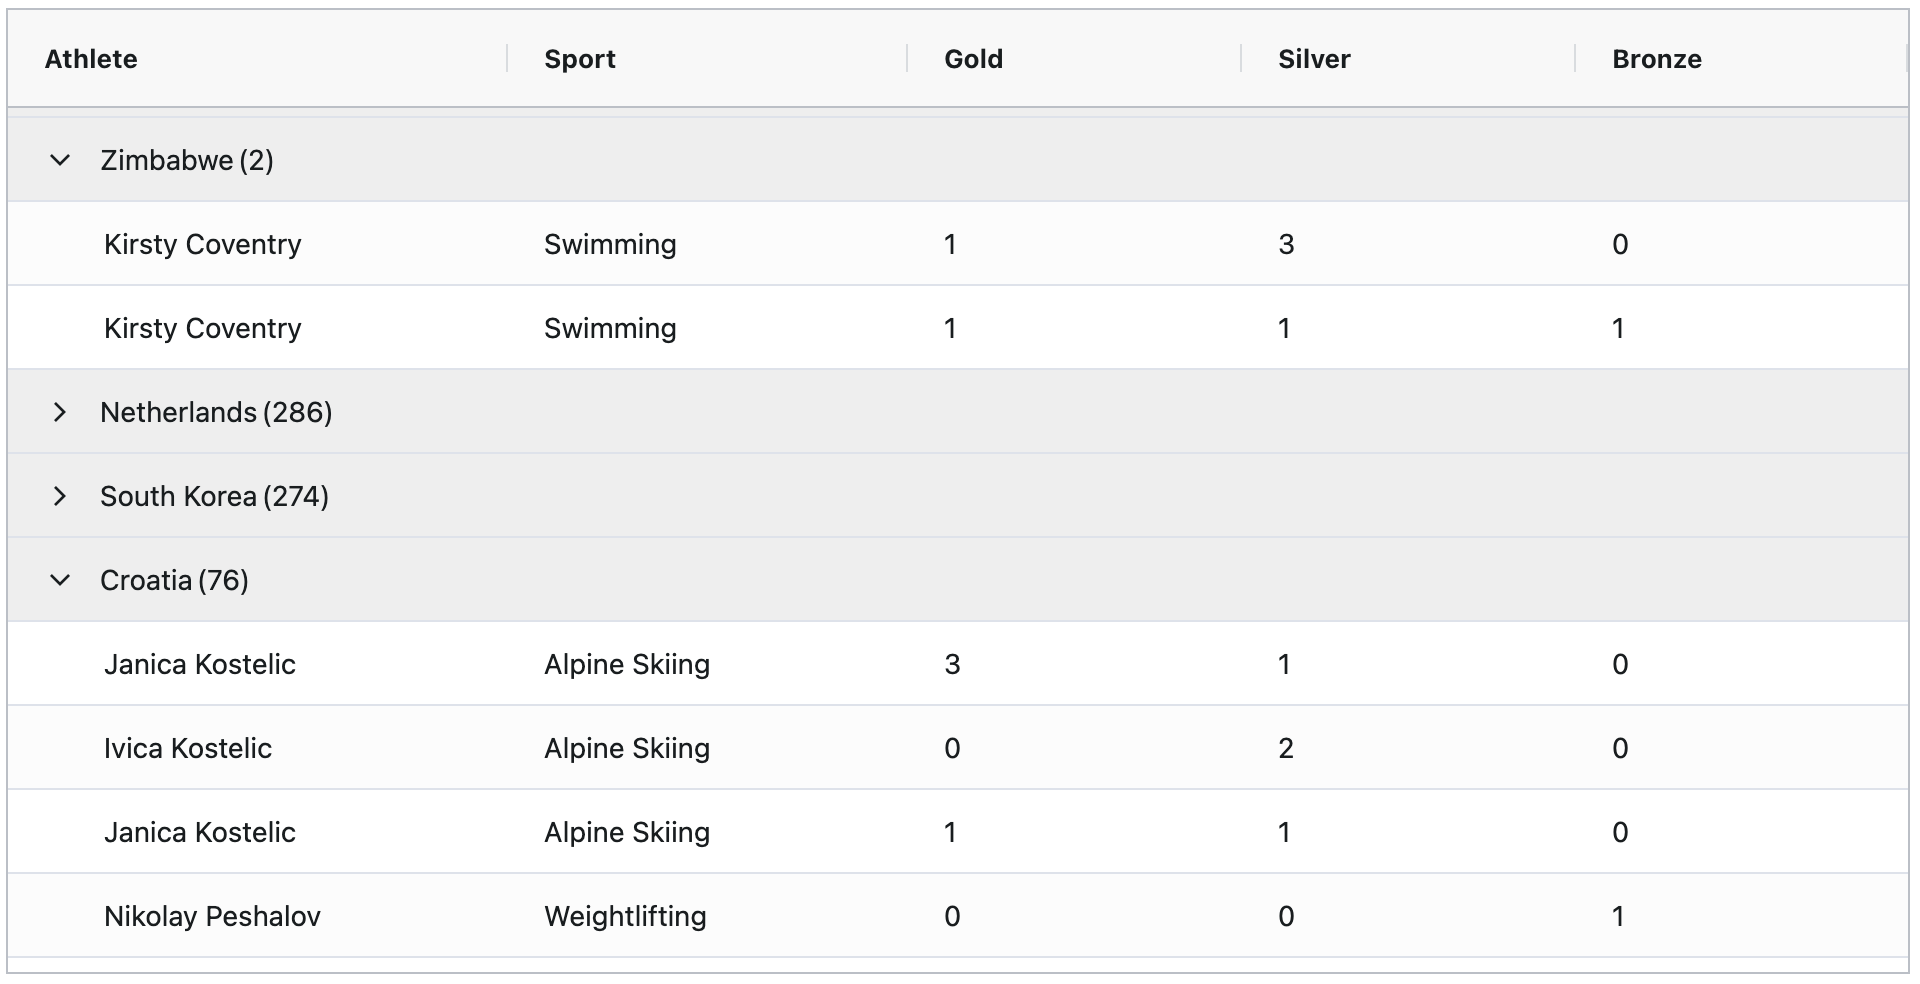 Athlete Sport Gold Silver Bronze
Zimbabwe (2)
Kirsty Coventry Swimming 1 3 0
Kirsty Coventry Swimming 1 1 1
Netherlands (286)
South Korea (274)
Croatia (76)
Janica Kostelic Alpine Skiing 3 1 0
Ivica Kostelic Alpine Skiing 0 2 0
Janica Kostelic Alpine Skiing 1 1 0
Nikolay Peshalov Weightlifting 0 0 1